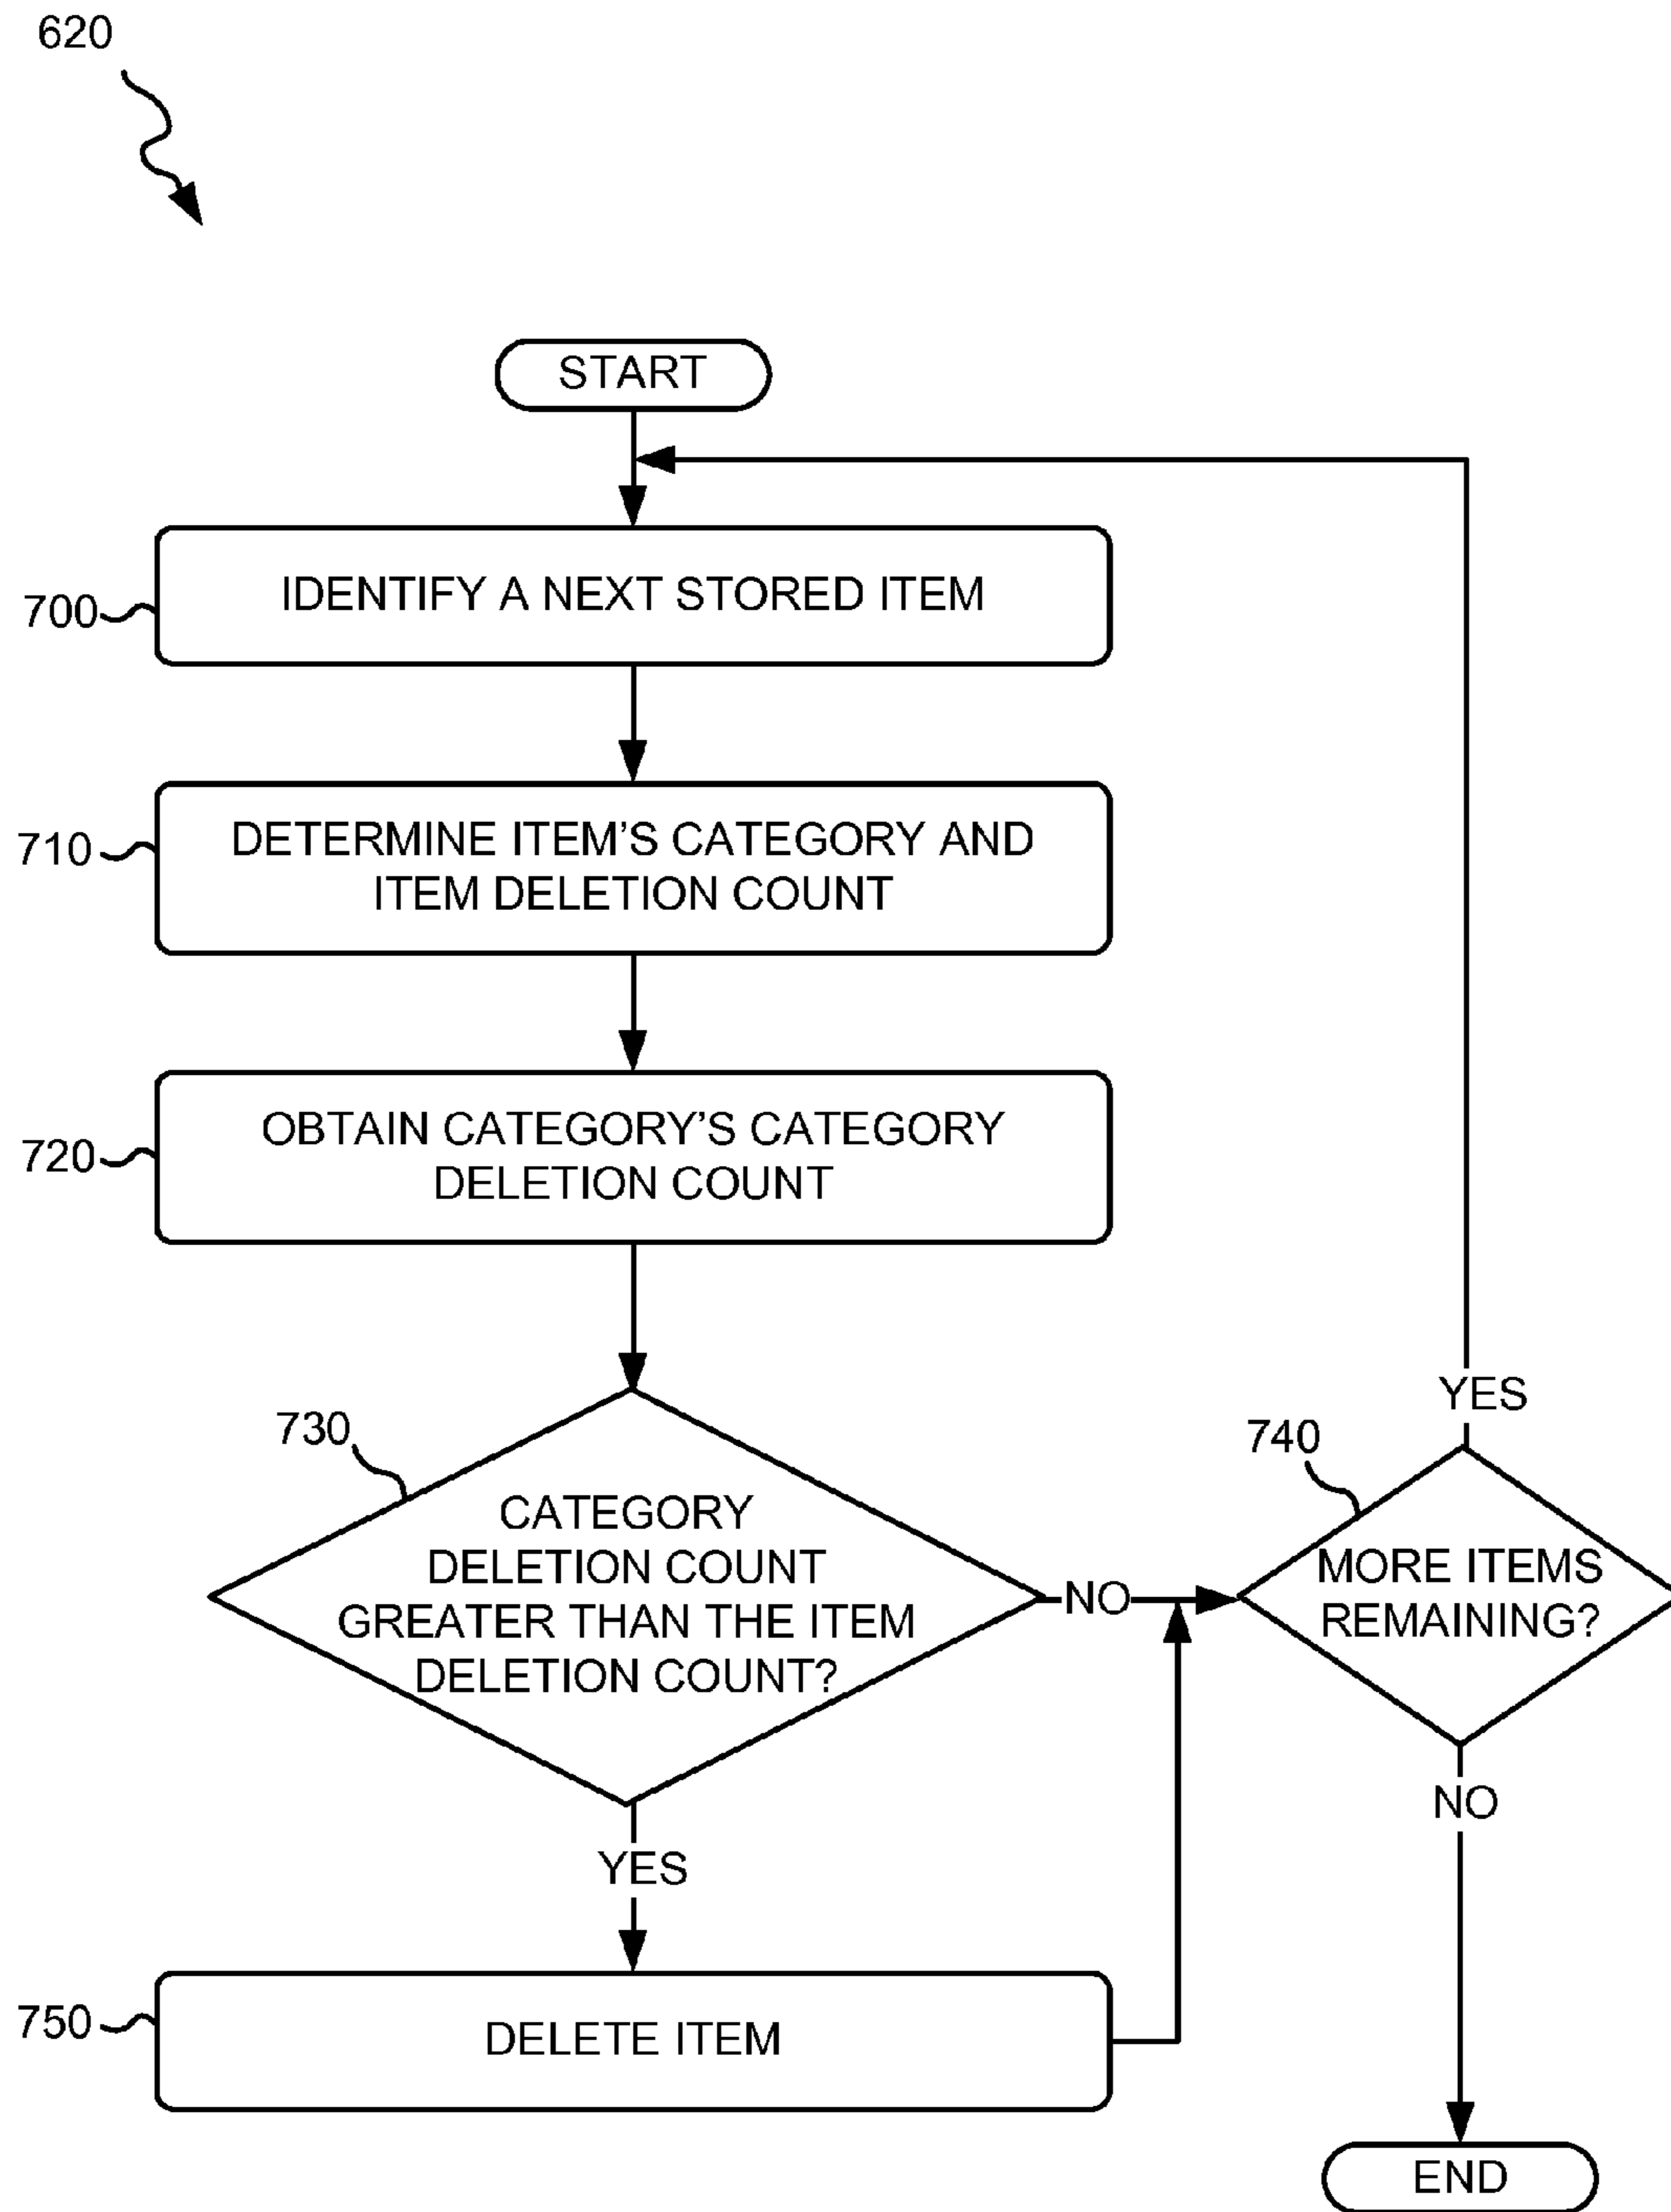 620
START
700
IDENTIFY A NEXT STORED ITEM
710
DETERMINE ITEM’S CATEGORY AND
ITEM DELETION COUNT
720
OBTAIN CATEGORY’S CATEGORY
DELETION COUNT
730
CATEGORY
DELETION COUNT
GREATER THAN THE ITEM
DELETION COUNT?
NO
YES
740
MORE ITEMS
REMAINING?
YES
NO
750
DELETE ITEM
END